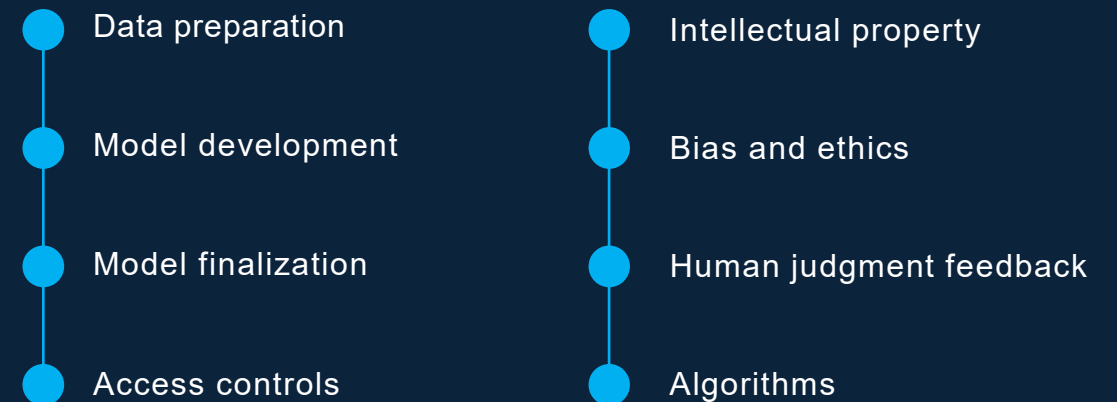 Data preparation
Model development
Model finalization
Access controls
Intellectual property
Bias and ethics
Human judgment feedback
Algorithms